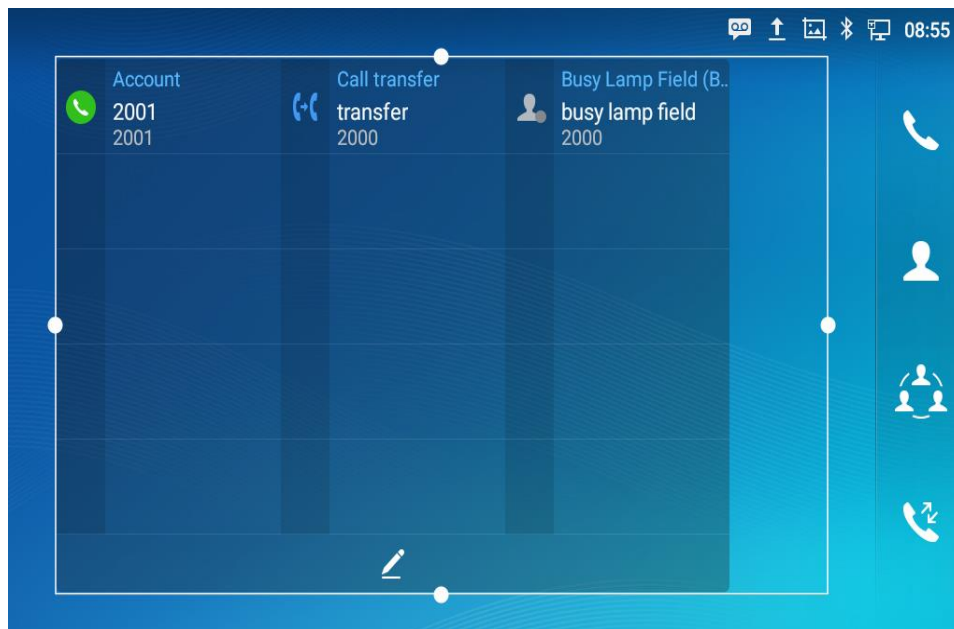 08:55
Account
2001
2001
Call transfer
transfer
2000
Busy Lamp Field (B..
busy lamp field
2000